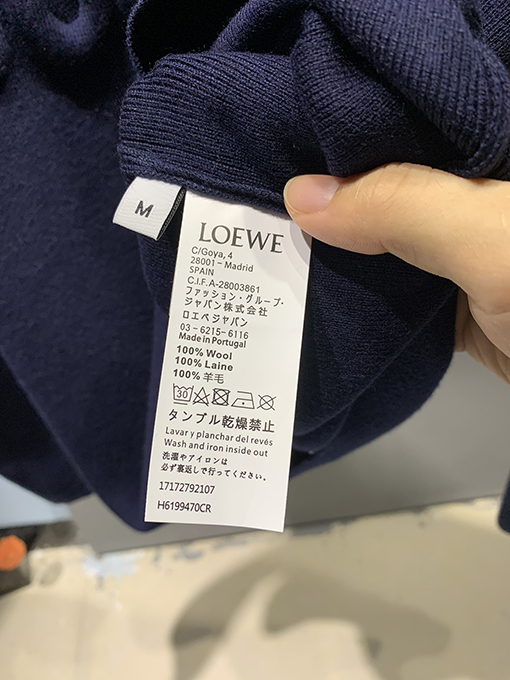 M
LOEWE
C/Goya, 4
28001－Madrid
SPAIN
C.I.F.A-28003861
ファッション・グループ・
ジャパン株式会社
ロエベジャパン
03－6215－6116
Made in Portugal
100% Wool
100% Laine
100% 羊毛
30
タンブル乾燥禁止
Lavar y planchar del revés
Wash and iron inside out
洗濯やアイロンは
必ず裏返しで行ってください。
17172792107
H6199470CR